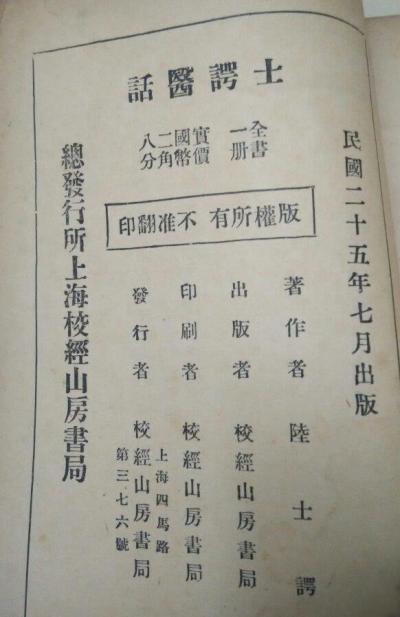 民國二十五年七月出版
士諤醫話
全書一册
實價國幣二角八分
版權所有 不准翻印
著作者 陸士諤
出版者 校經山房書局
印刷者 校經山房書局
發行者 校經山房書局
上海四馬路
第三七六號
總發行所上海校經山房書局